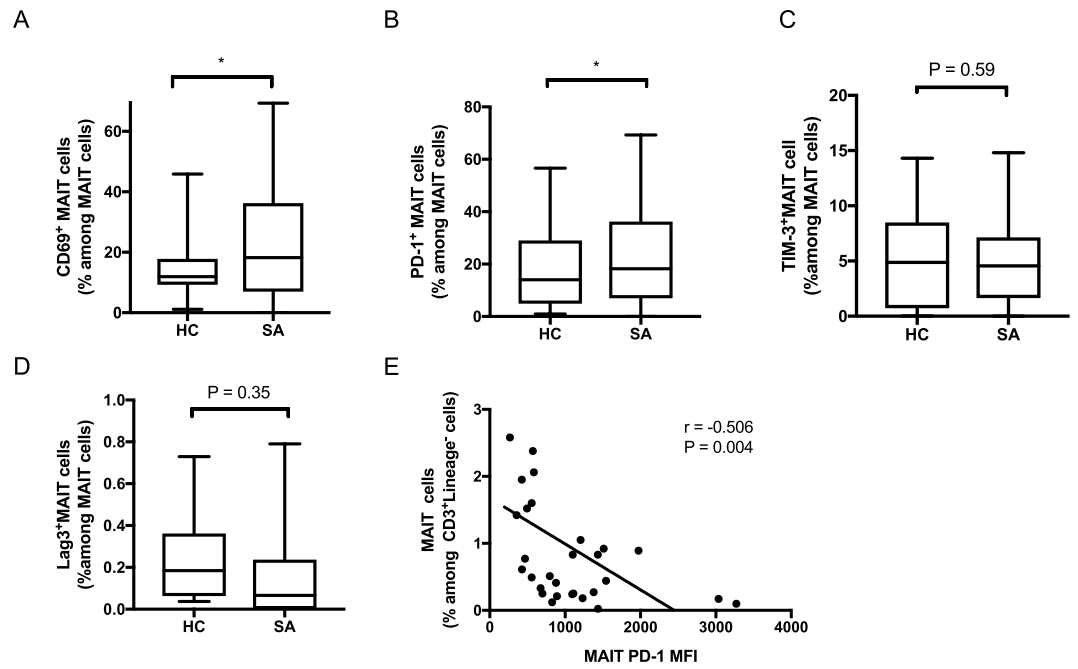 A
*
CD69+ MAIT cells
(% among MAIT cells)
60
40
20
0
HC
SA
B
*
PD-1+ MAIT cells
(% among MAIT cells)
80
60
40
20
0
HC
SA
C
P = 0.59
TIM-3+MAIT cell
(%among MAIT cells)
20
15
10
5
0
HC
SA
D
P = 0.35
Lag3+MAIT cells
(%among MAIT cells)
1.0
0.8
0.6
0.4
0.2
0.0
HC
SA
E
MAIT cells
(% among CD3+Lineage- cells)
3
2
1
0
r = -0.506
P = 0.004
0
1000
2000
3000
4000
MAIT PD-1 MFI